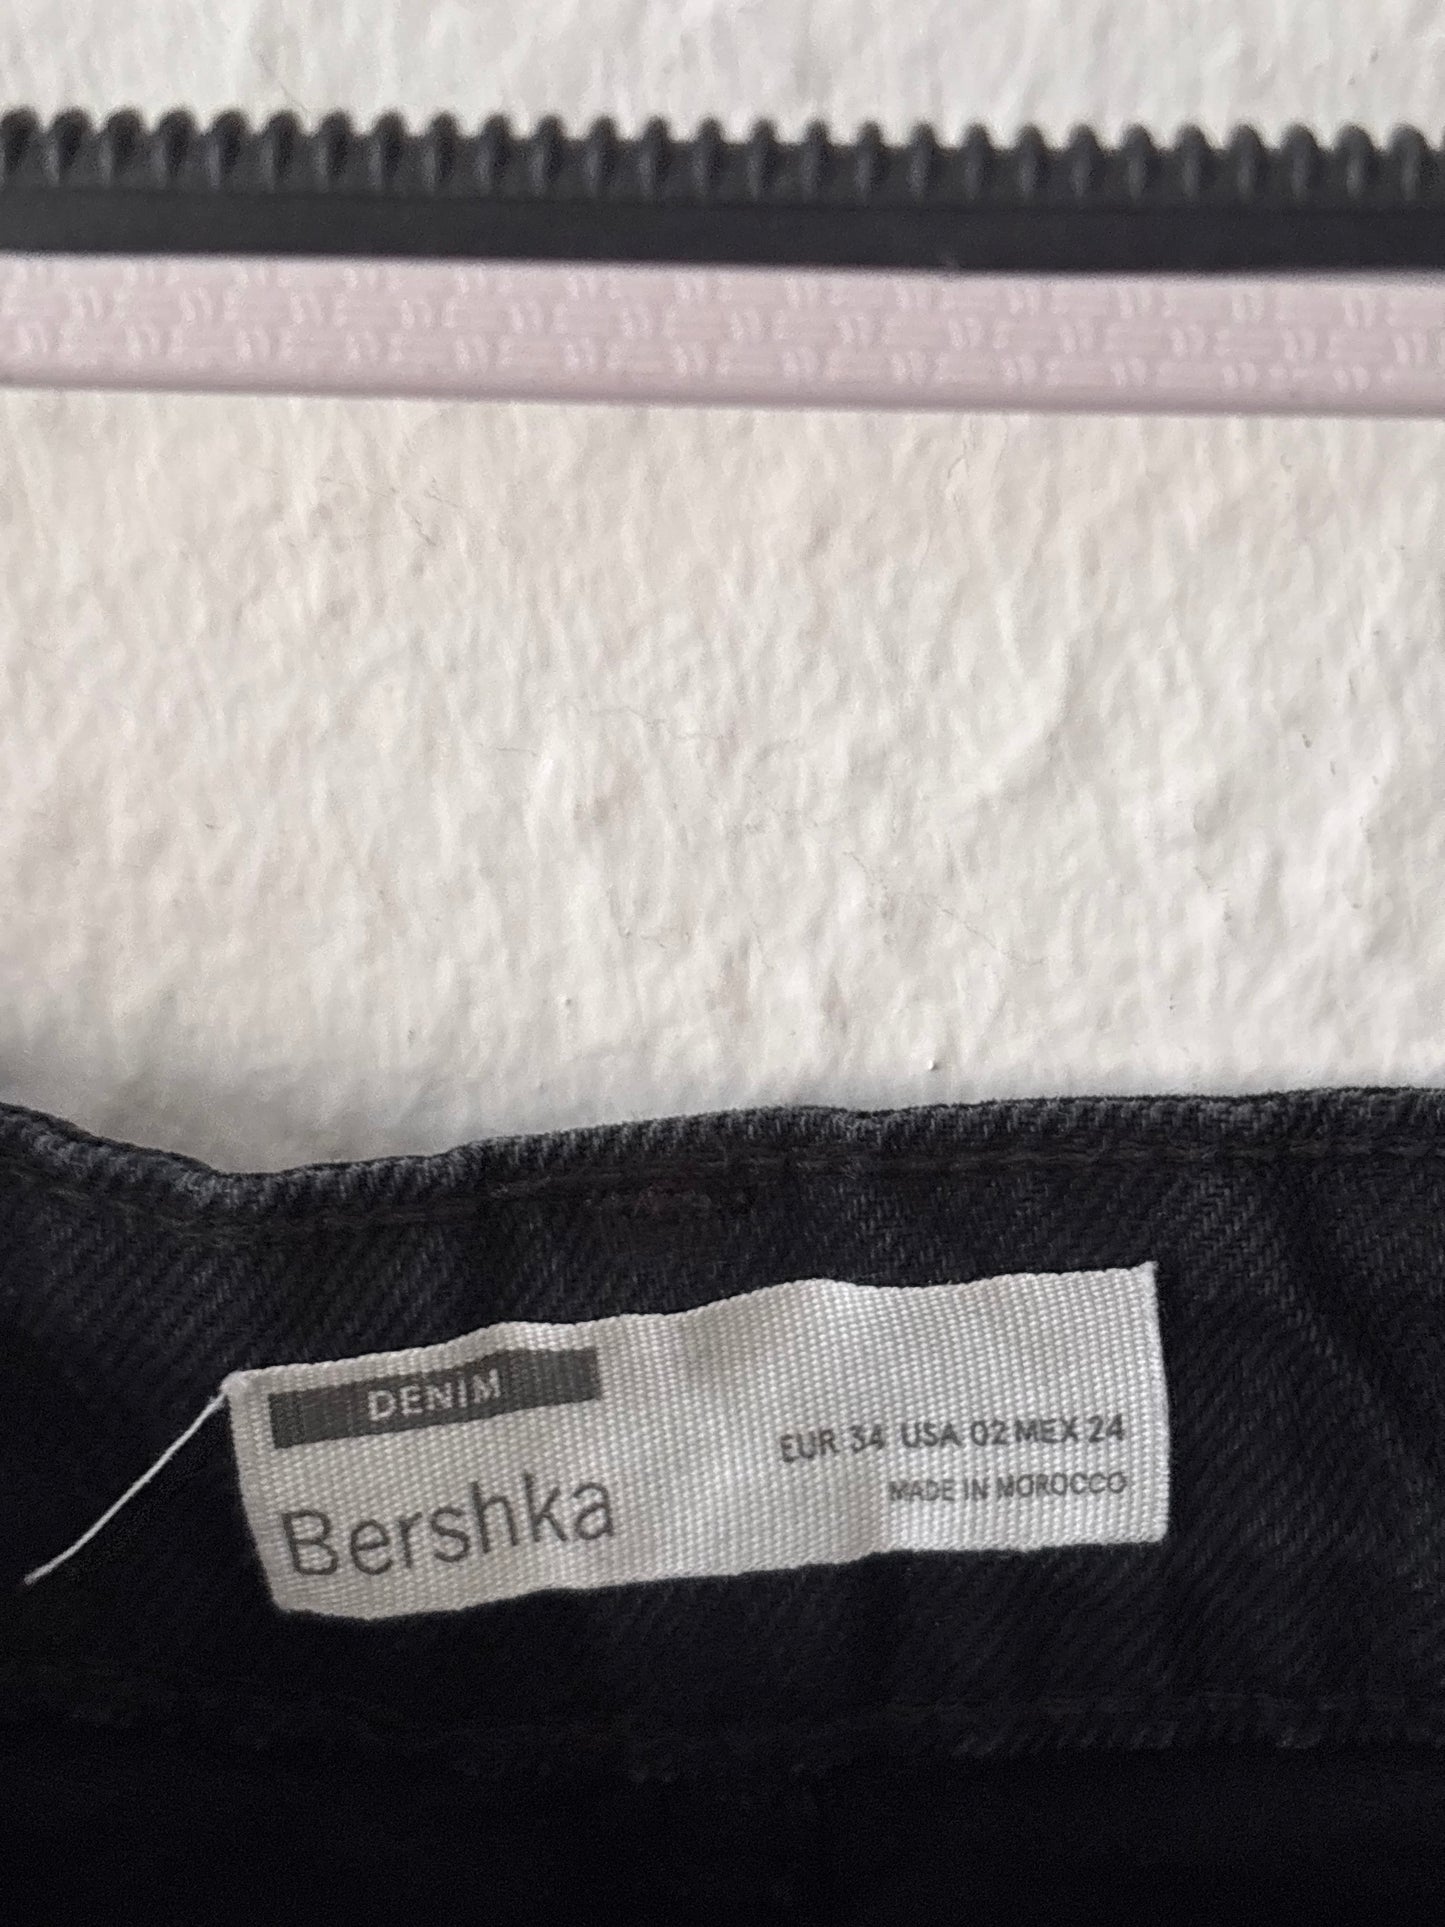 DENIM
EUR 34 USA 02 MEX 24
MADE IN MOROCCO
Bershka